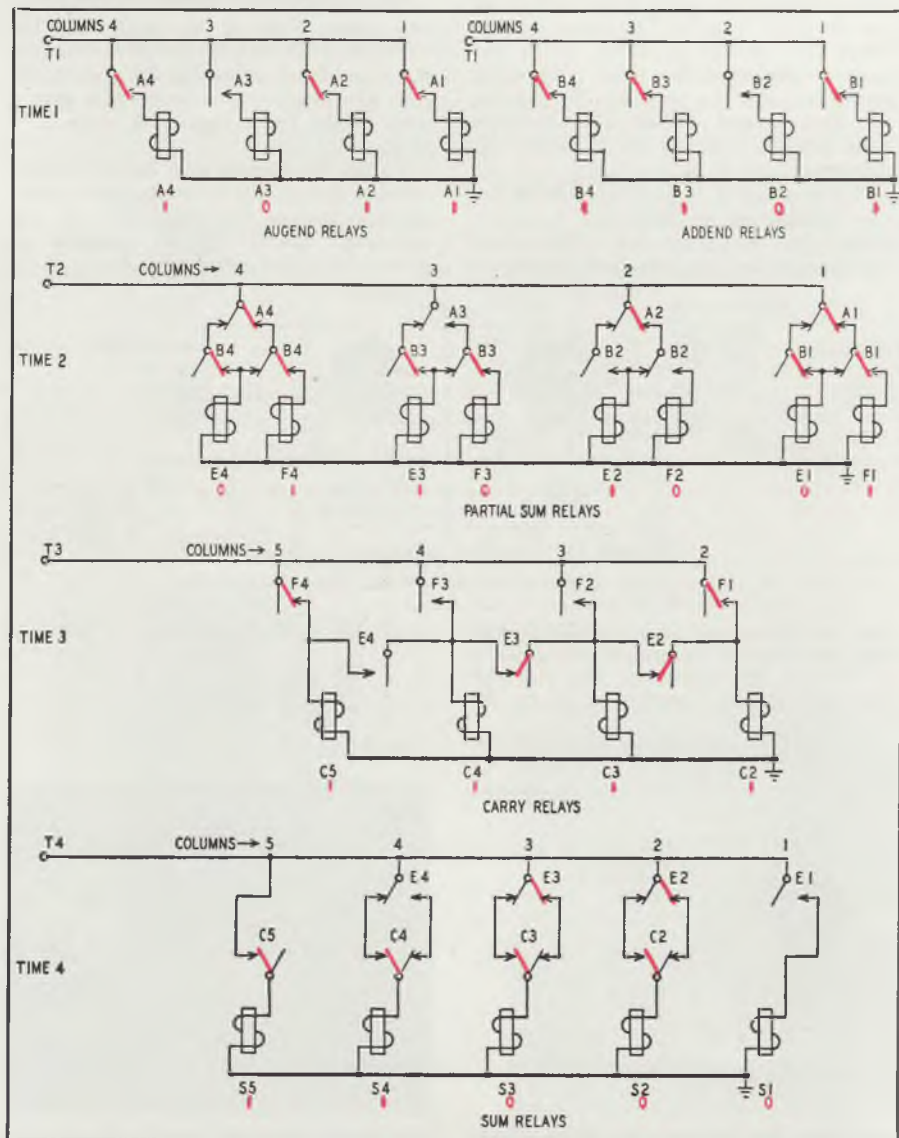 COLUMNS 4 3 2 1 COLUMNS 4 3 2 1
T1 T1
A4 A3 A2 A1 B4 B3 B2 B1
TIME 1
A4 A3 A2 A1 B4 B3 B2 B1
1 0 1 1 1 1 0 1
AUGEND RELAYS ADDEND RELAYS
T2 COLUMNS→ 4 3 2 1
A4 A3 A2 A1
TIME 2 B4 B4 B3 B3 B2 B2 B1 B1
E4 F4 E3 F3 E2 F2 E1 F1
0 1 1 0 1 0 0 1
PARTIAL SUM RELAYS
T3 COLUMNS→ 5 4 3 2
F4 F3 F2 F1
TIME 3 E4 E3 E2
C5 C4 C3 C2
1 1 1 1
CARRY RELAYS
T4 COLUMNS→ 5 4 3 2 1
E4 E3 E2 E1
C5 C4 C3 C2
TIME 4
S5 S4 S3 S2 S1
1 1 0 0 0
SUM RELAYS